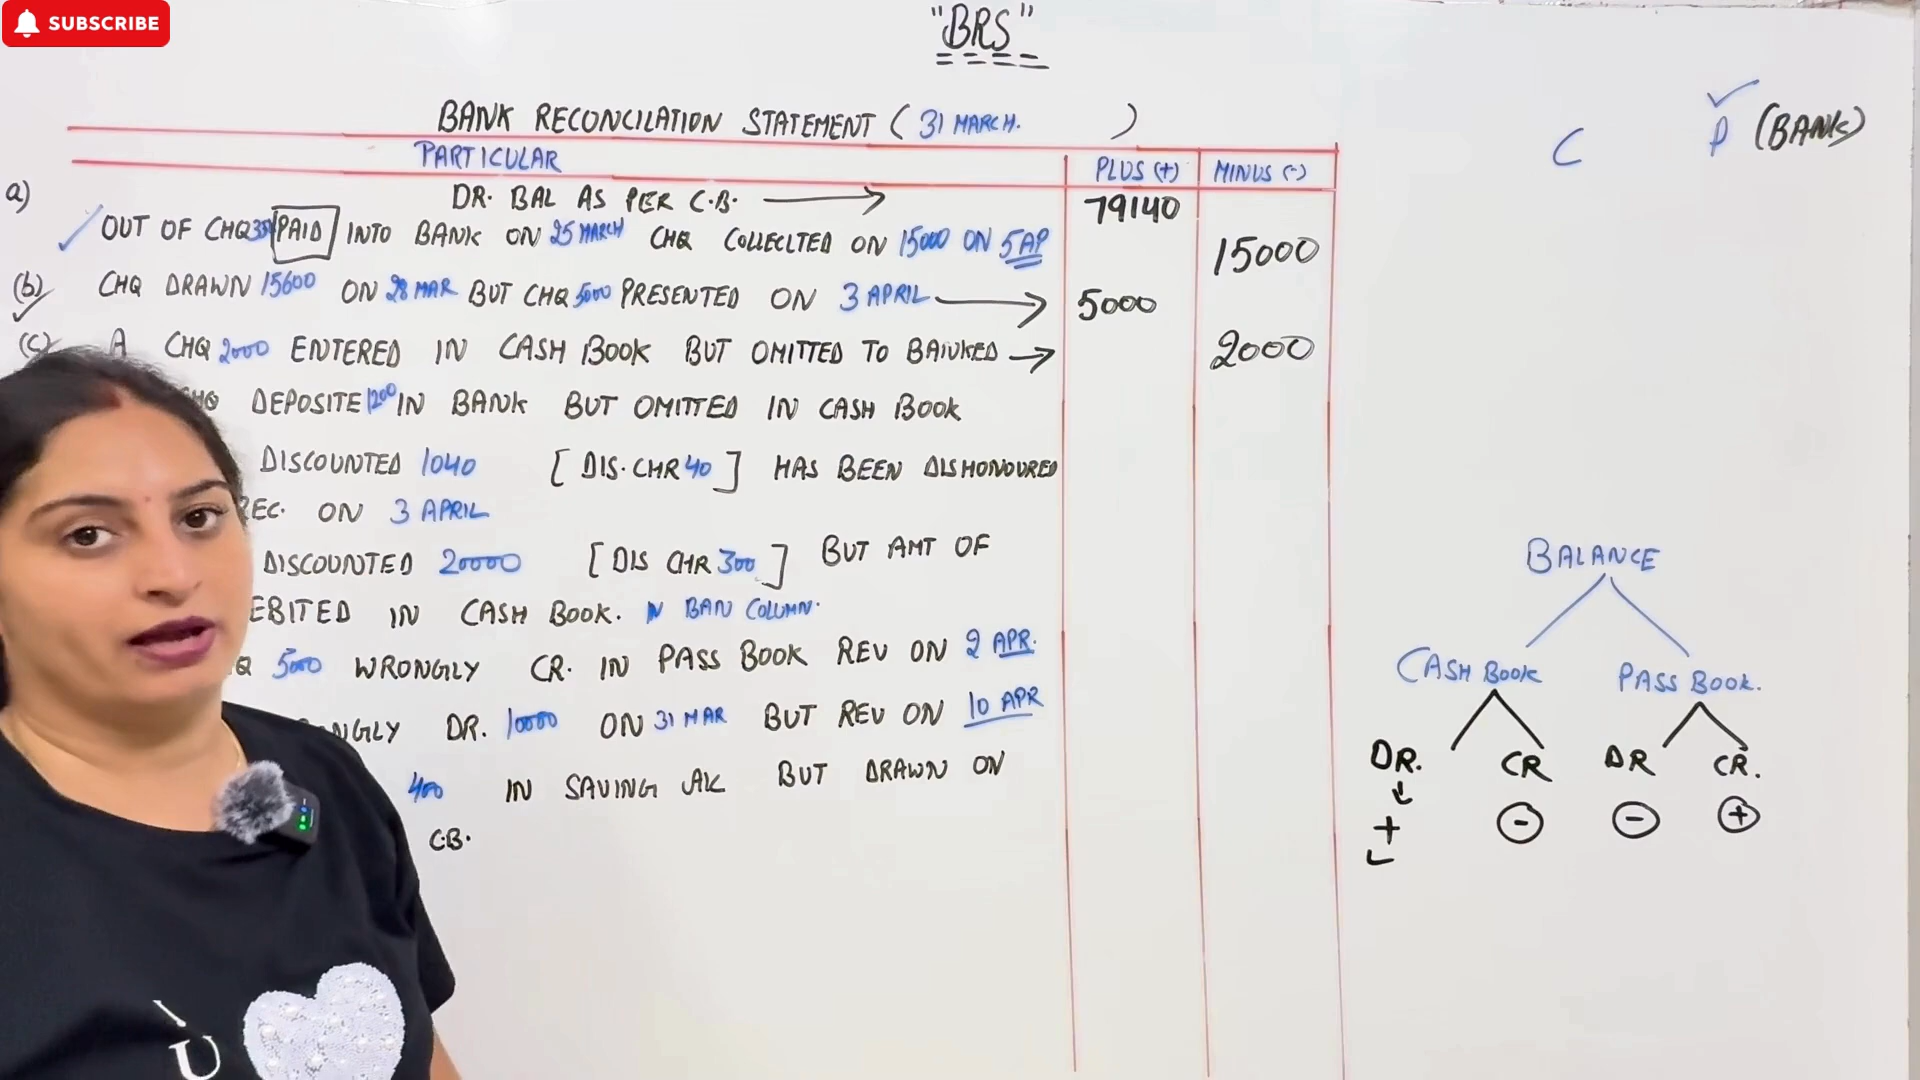 SUBSCRIBE
"BRS"
BANK RECONCILATION STATEMENT ( 31 MARCH. )
PARTICULAR PLUS (+) MINUS (-)
a) DR. BAL AS PER C.B. → 79140
OUT OF CHQ PAID INTO BANK ON 25 MARCH CHQ COLLECLTED ON 15000 ON 5 AP 15000
(b) CHQ DRAWN 15600 ON 28 MAR BUT CHQ 5000 PRESENTED ON 3 APRIL → 5000
(c) A CHQ 2000 ENTERED IN CASH BOOK BUT OMITTED TO BANKED → 2000
DEPOSITE 1200 IN BANK BUT OMITTED IN CASH BOOK
DISCOUNTED 1040 [ DIS. CHR 40 ] HAS BEEN DISHONOURED
REC. ON 3 APRIL
DISCOUNTED 20000 [ DIS CHR 300 ] BUT AMT OF
EBITED IN CASH BOOK. IN BAN COLUMN.
Q 5000 WRONGLY CR. IN PASS BOOK REV ON 2 APR.
NGLY DR. 10000 ON 31 MAR BUT REV ON 10 APR
400 IN SAVING A/C BUT DRAWN ON
C.B.
C P (BANK)
BALANCE
CASH BOOK PASS BOOK.
DR. CR DR CR.
+ - - +
U